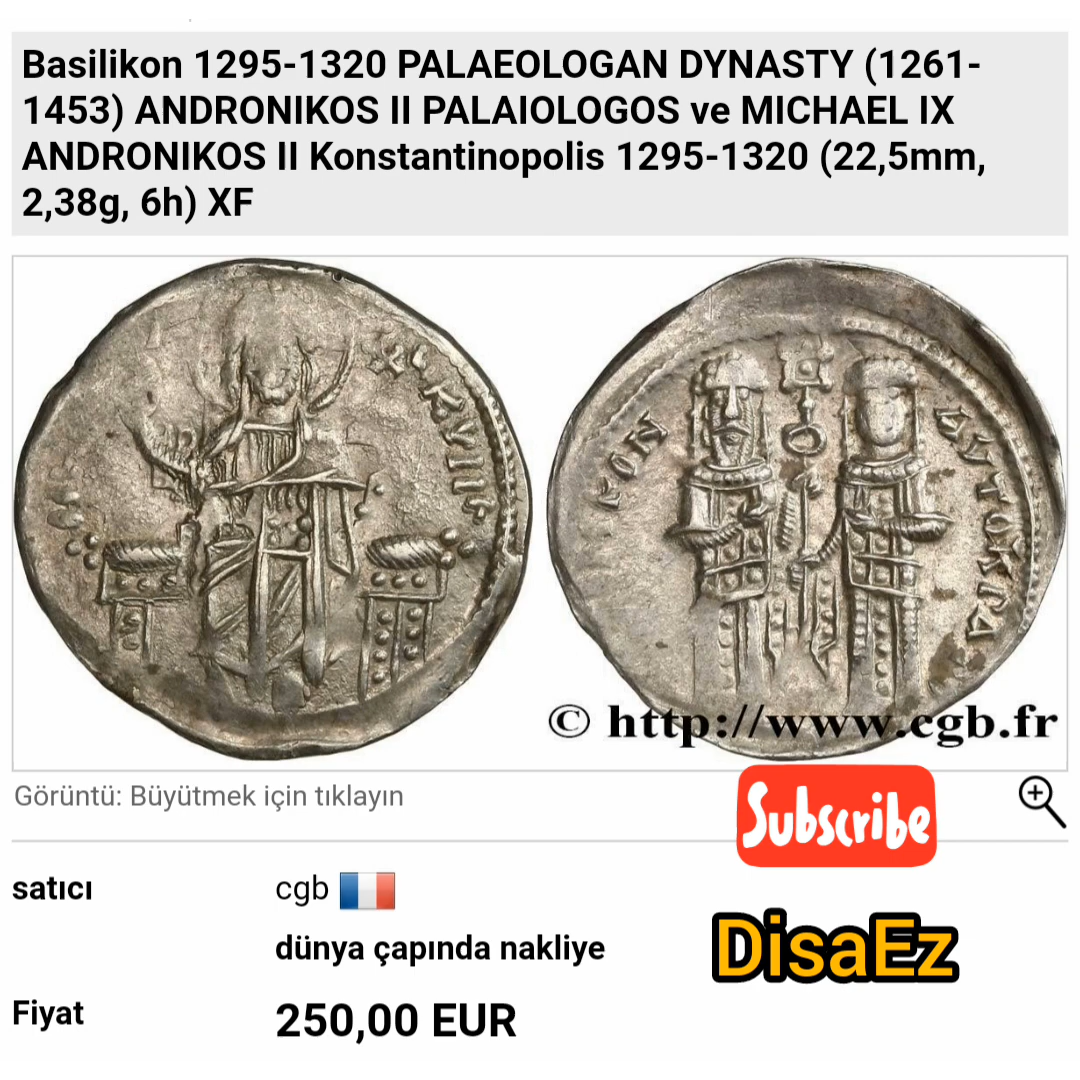 Basilikon 1295-1320 PALAEOLOGAN DYNASTY (1261-
1453) ANDRONIKOS II PALAIOLOGOS ve MICHAEL IX
ANDRONIKOS II Konstantinopolis 1295-1320 (22,5mm,
2,38g, 6h) XF
KON
© http://www.cgb.fr
Görüntü: Büyütmek için tıklayın
Subscribe
satıcı
cgb
dünya çapında nakliye
DisaEz
Fiyat
250,00 EUR